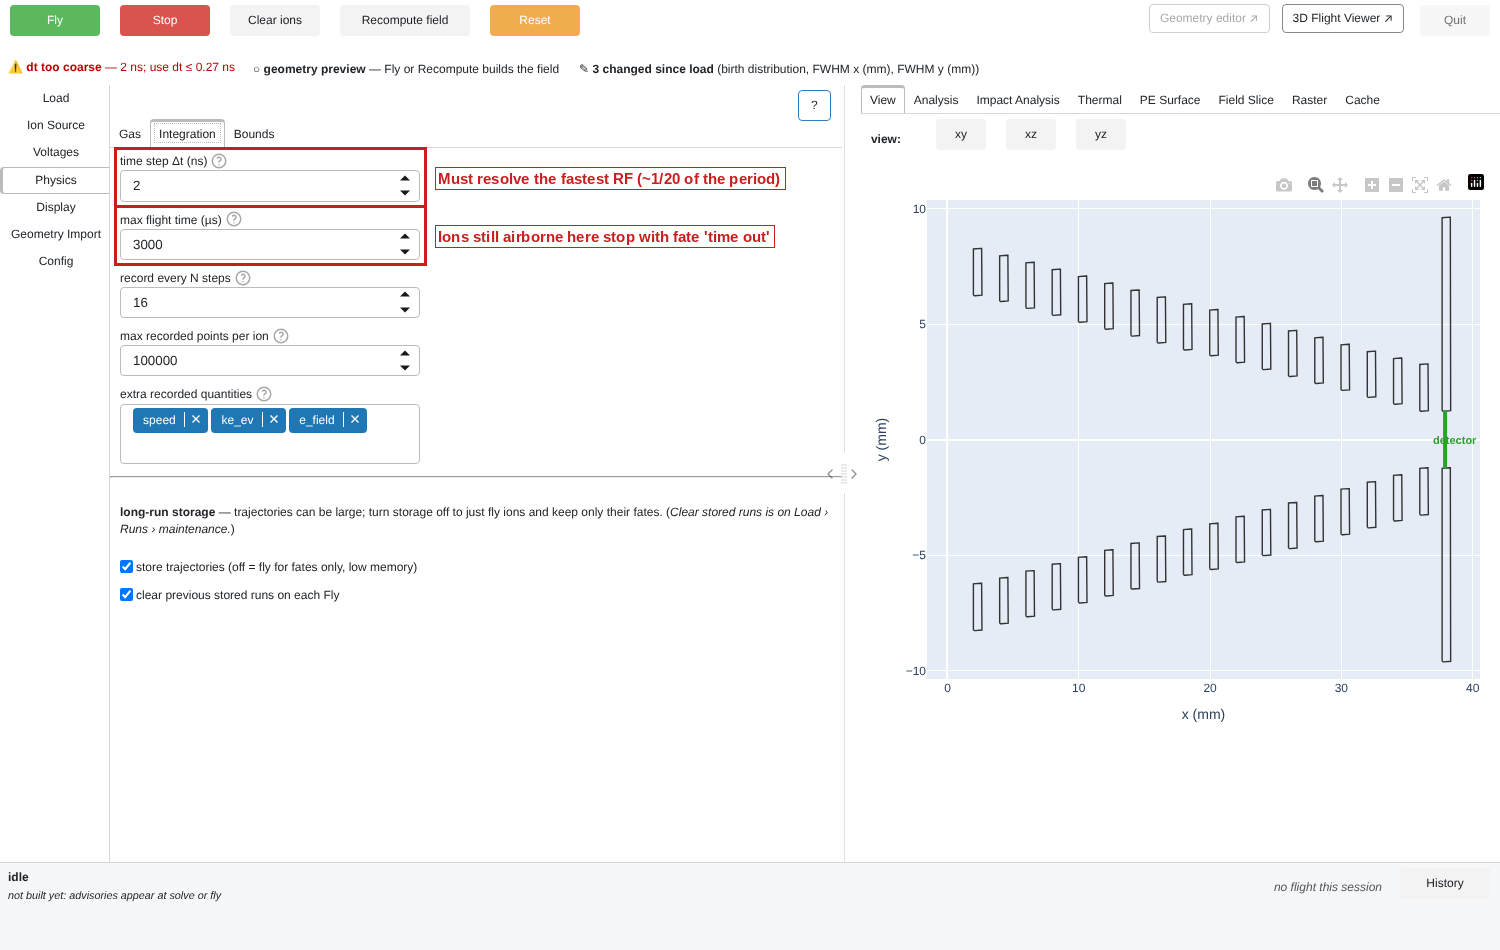 Fly
Stop
Clear ions
Recompute field
Reset
Geometry editor ↗
3D Flight Viewer ↗
Quit
⚠️ dt too coarse — 2 ns; use dt ≤ 0.27 ns
○ geometry preview — Fly or Recompute builds the field
✎ 3 changed since load (birth distribution, FWHM x (mm), FWHM y (mm))
Load
Ion Source
Voltages
Physics
Display
Geometry Import
Config
?
Gas
Integration
Bounds
time step Δt (ns) ?
2
Must resolve the fastest RF (~1/20 of the period)
max flight time (µs) ?
3000
Ions still airborne here stop with fate 'time out'
record every N steps ?
16
max recorded points per ion ?
100000
extra recorded quantities ?
speed ✕
ke_ev ✕
e_field ✕
long-run storage — trajectories can be large; turn storage off to just fly ions and keep only their fates. (Clear stored runs is on Load ›
Runs › maintenance.)
store trajectories (off = fly for fates only, low memory)
clear previous stored runs on each Fly
View
Analysis
Impact Analysis
Thermal
PE Surface
Field Slice
Raster
Cache
view:
xy
xz
yz
10
5
0
−5
−10
y (mm)
detector
0
10
20
30
40
x (mm)
idle
not built yet: advisories appear at solve or fly
no flight this session
History